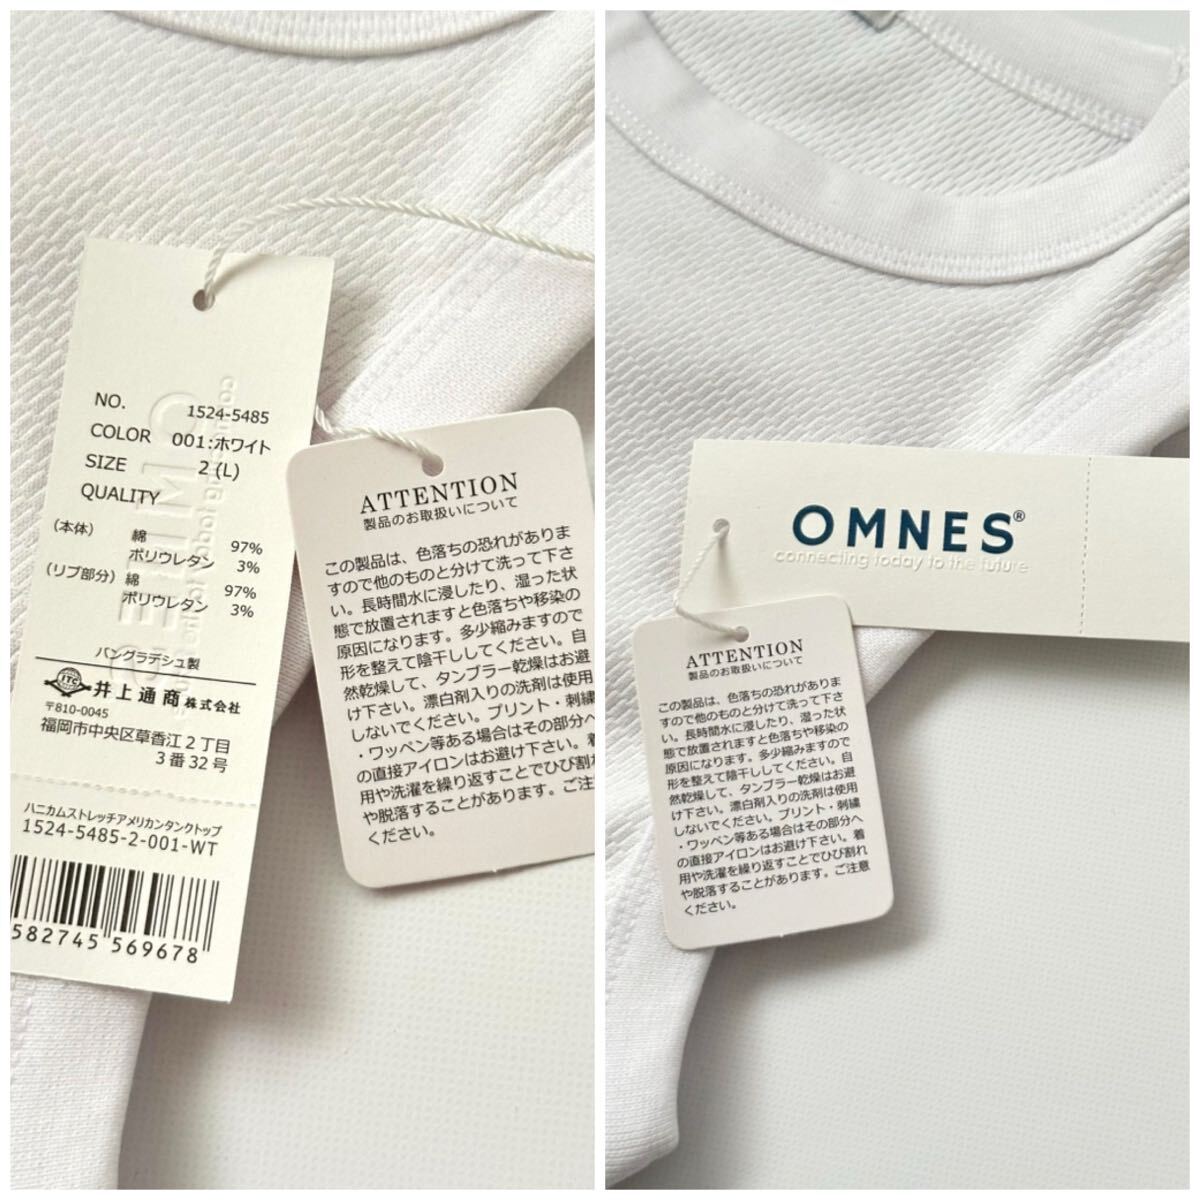 NO. 1524-5485
COLOR 001:ホワイト
SIZE 2 (L)
QUALITY
(本体) 綿 97%
ポリウレタン 3%
(リブ部分) 綿 97%
ポリウレタン 3%
バングラデシュ製
ITC 井上通商株式会社
〒810-0045
福岡市中央区草香江2丁目
3番32号
ハニカムストレッチアメリカンタンクトップ
1524-5485-2-001-WT
582745 569678
ATTENTION
製品のお取扱いについて
この製品は、色落ちの恐れがありま
すので他のものと分けて洗って下さ
い。長時間水に浸したり、湿った状
態で放置されますと色落ちや移染の
原因になります。多少縮みますので
形を整えて陰干ししてください。自
然乾燥して、タンブラー乾燥はお避
け下さい。漂白剤入りの洗剤は使用
しないでください。プリント・刺繍
・ワッペン等ある場合はその部分へ
の直接アイロンはお避け下さい。着
用や洗濯を繰り返すことでひび割れ
や脱落することがあります。ご注
ください。
OMNES®
connecting today to the future
ATTENTION
製品のお取扱いについて
この製品は、色落ちの恐れがありま
すので他のものと分けて洗って下さ
い。長時間水に浸したり、湿った状
態で放置されますと色落ちや移染の
原因になります。多少縮みますので
形を整えて陰干ししてください。自
然乾燥して、タンブラー乾燥はお避
け下さい。漂白剤入りの洗剤は使用
しないでください。プリント・刺繍
・ワッペン等ある場合はその部分へ
の直接アイロンはお避け下さい。着
用や洗濯を繰り返すことでひび割れ
や脱落することがあります。ご注意
ください。